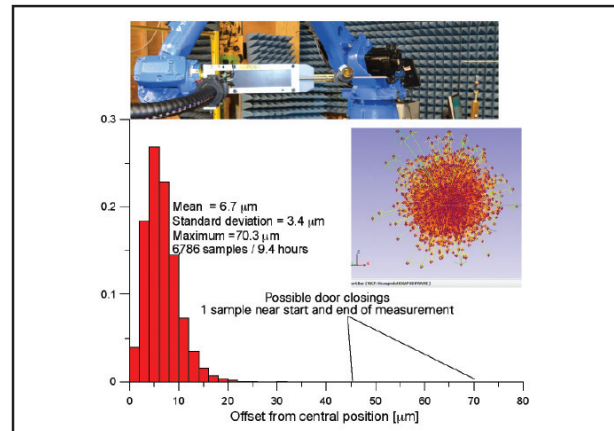 0.3
0.2
0.1
0
Mean = 6.7 µm
Standard deviation = 3.4 µm
Maximum =70.3 µm
6786 samples / 9.4 hours
Possible door closings
1 sample near start and end of measurement
0 10 20 30 40 50 60 70 80
Offset from central position [µm]